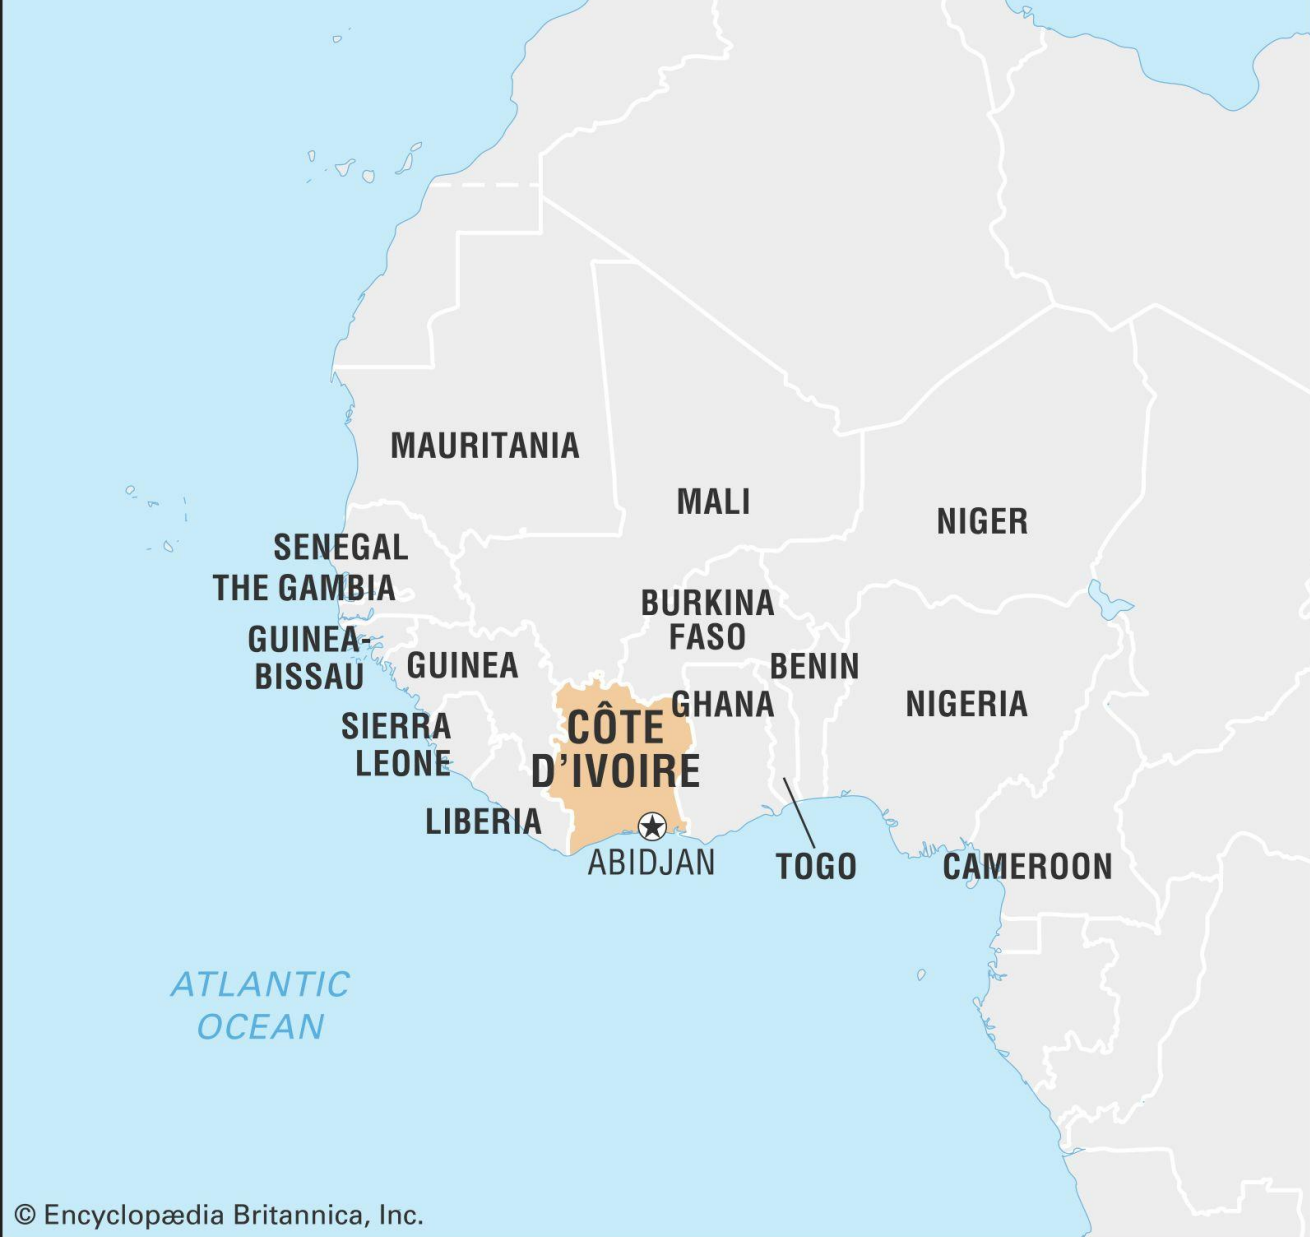 MAURITANIA
MALI
NIGER
SENEGAL
THE GAMBIA
BURKINA
FASO
GUINEA-
BISSAU
GUINEA
BENIN
GHANA
NIGERIA
SIERRA
LEONE
CÔTE
D'IVOIRE
LIBERIA
ABIDJAN
TOGO
CAMEROON
ATLANTIC
OCEAN
© Encyclopædia Britannica, Inc.